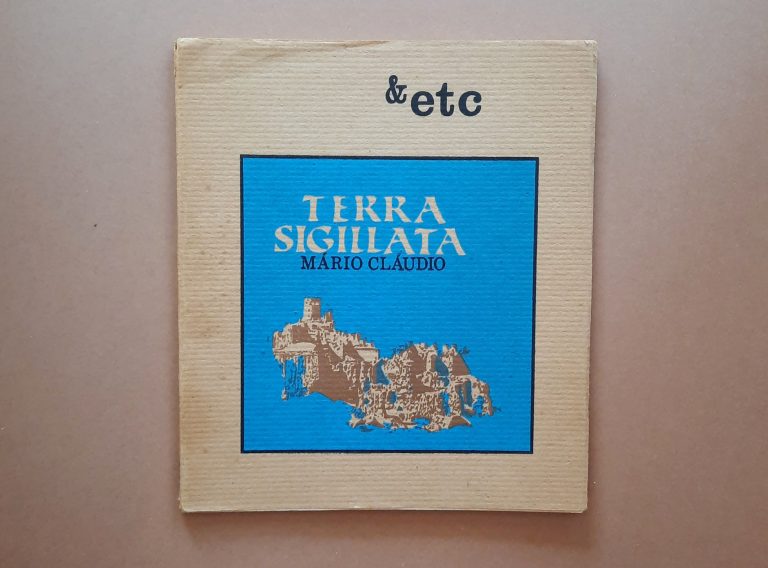 & etc
TERRA
SIGILLATA
MÁRIO CLÁUDIO